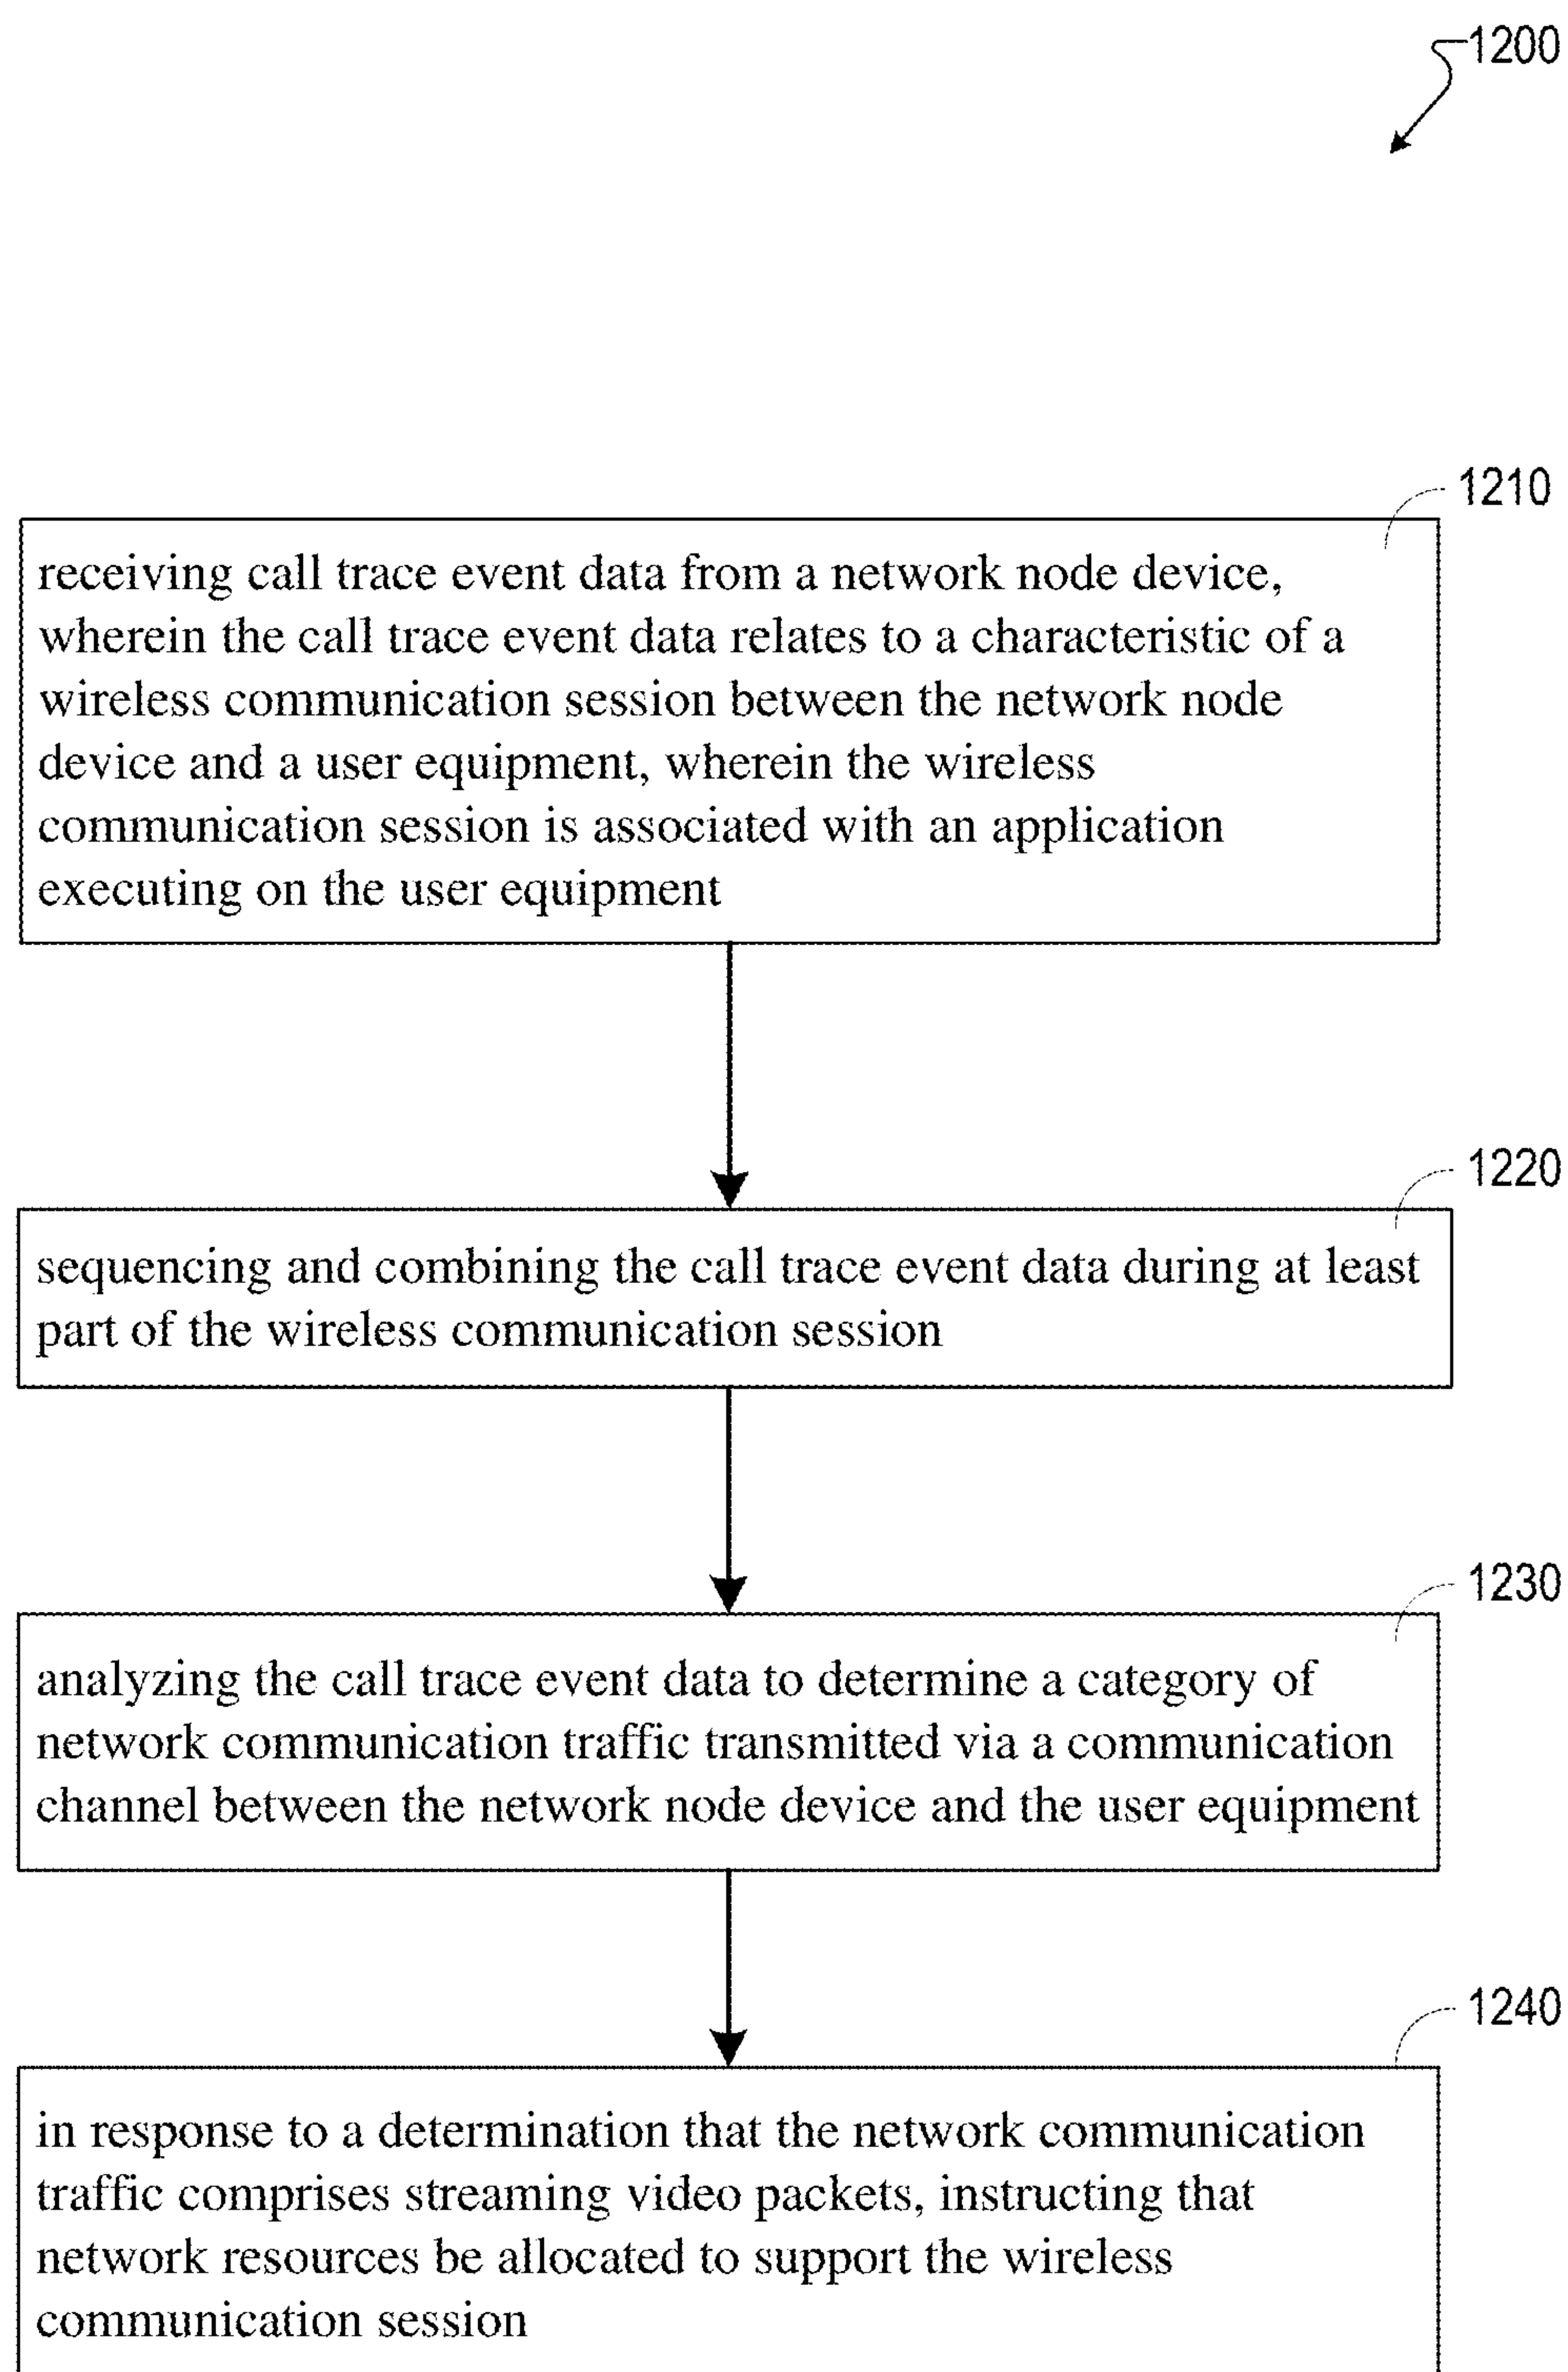 1200
1210
receiving call trace event data from a network node device,
wherein the call trace event data relates to a characteristic of a
wireless communication session between the network node
device and a user equipment, wherein the wireless
communication session is associated with an application
executing on the user equipment
1220
sequencing and combining the call trace event data during at least
part of the wireless communication session
1230
analyzing the call trace event data to determine a category of
network communication traffic transmitted via a communication
channel between the network node device and the user equipment
1240
in response to a determination that the network communication
traffic comprises streaming video packets, instructing that
network resources be allocated to support the wireless
communication session